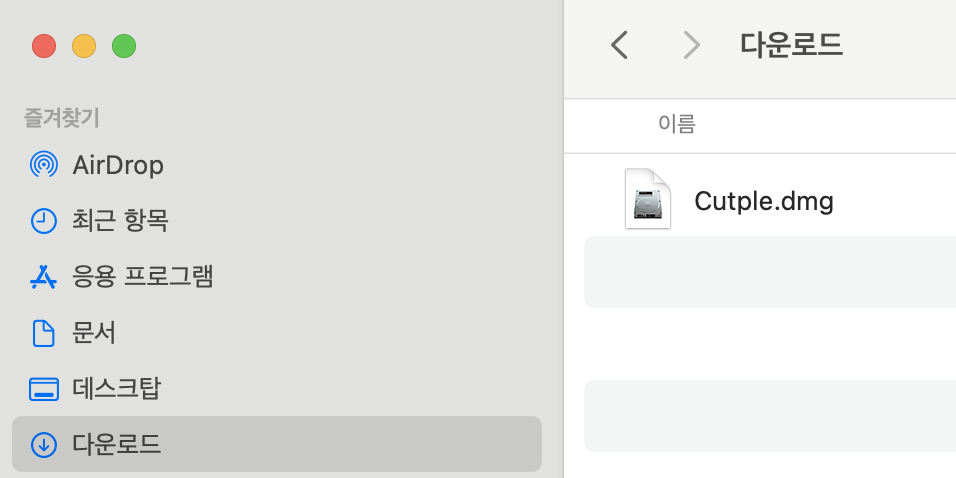 즐겨찾기
AirDrop
최근 항목
응용 프로그램
문서
데스크탑
다운로드
다운로드
이름
Cutple.dmg